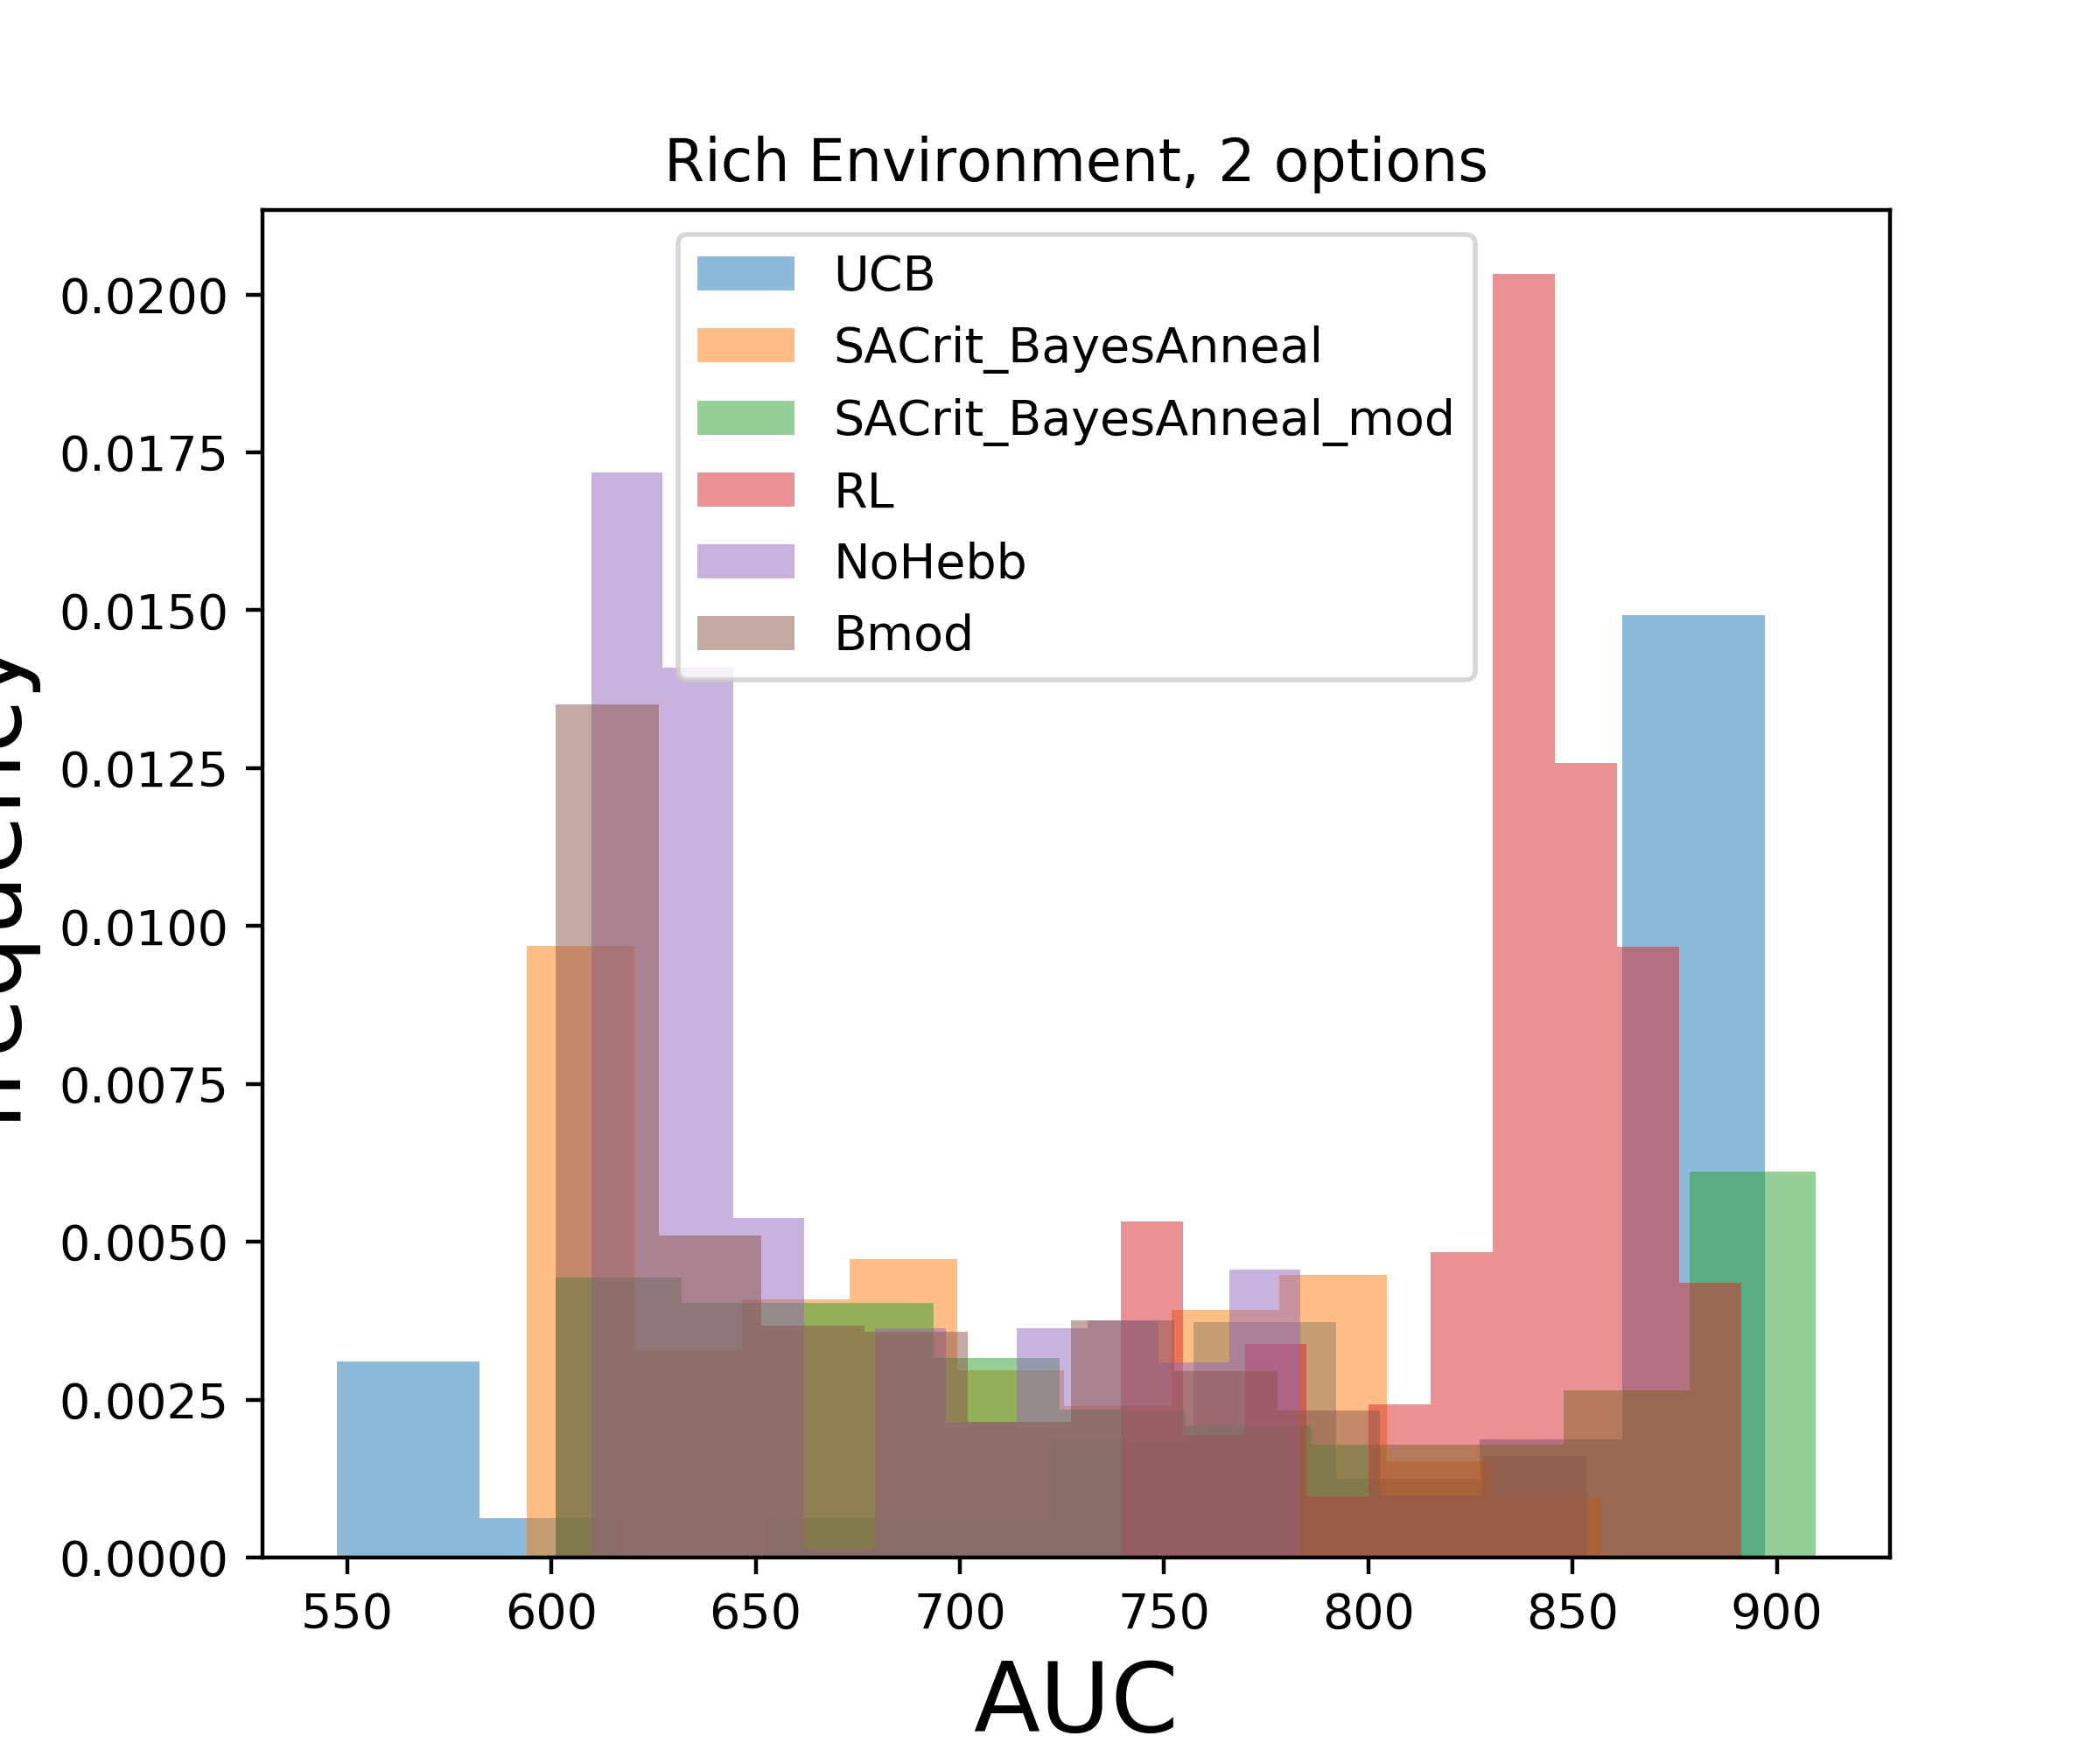 Rich Environment, 2 options
UCB
SACrit_BayesAnneal
SACrit_BayesAnneal_mod
RL
NoHebb
Bmod
0.0200
0.0175
0.0150
0.0125
0.0100
0.0075
0.0050
0.0025
0.0000
550 600 650 700 750 800 850 900
AUC